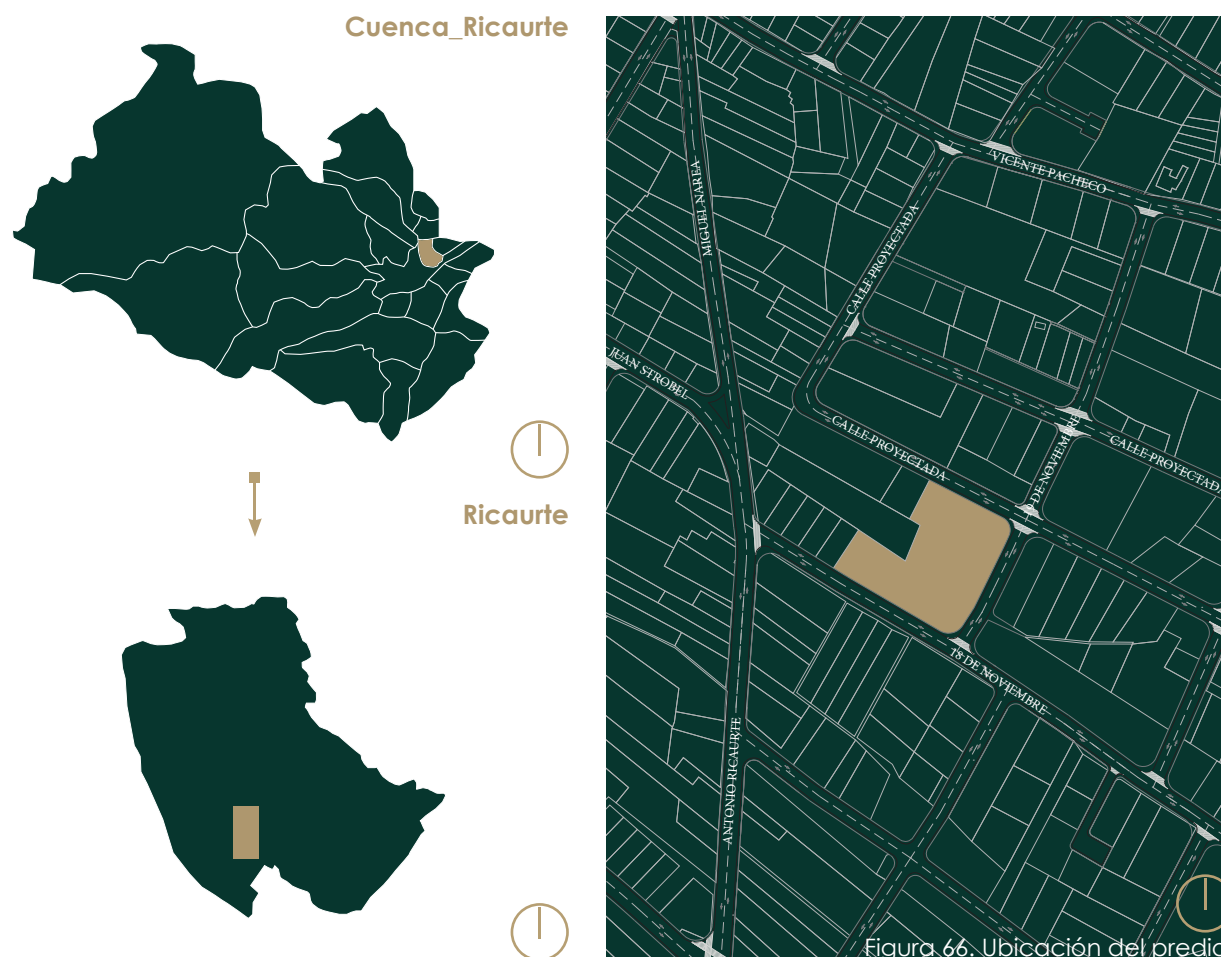 Cuenca_Ricaurte
Ricaurte
VICENTE PACHECO
MIGUEL NAREA
CALLE PROYECTADA
JUAN STROBEL
CALLE PROYECTADA
DE NOVIEMBRE
CALLE PROYECTADA
18 DE NOVIEMBRE
ANTONIO RICAURTE
Figura 66. Ubicación del predio